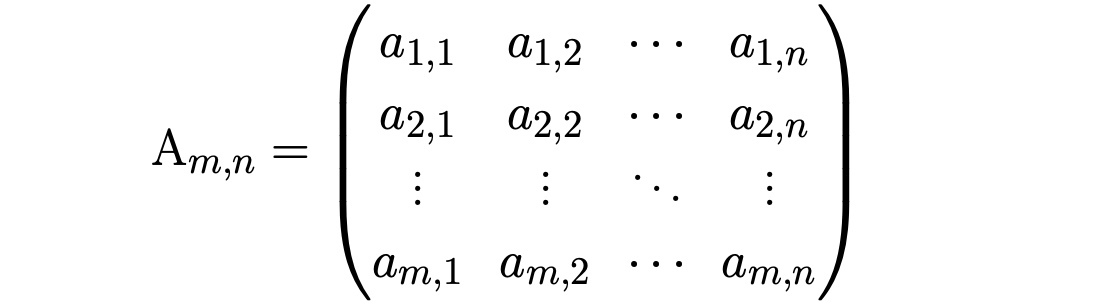 A_{m,n} = \begin{pmatrix} a_{1,1} & a_{1,2} & \cdots & a_{1,n} \\
a_{2,1} & a_{2,2} & \cdots & a_{2,n} \\
\vdots & \vdots & \ddots & \vdots \\
a_{m,1} & a_{m,2} & \cdots & a_{m,n} \end{pmatrix}